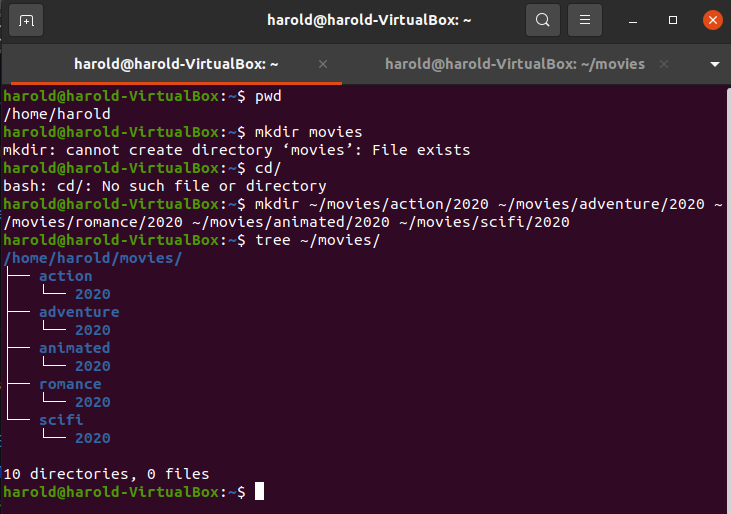 harold@harold-VirtualBox: ~
harold@harold-VirtualBox: ~ × harold@harold-VirtualBox: ~/movies ×
harold@harold-VirtualBox:~$ pwd
/home/harold
harold@harold-VirtualBox:~$ mkdir movies
mkdir: cannot create directory ‘movies’: File exists
harold@harold-VirtualBox:~$ cd/
bash: cd/: No such file or directory
harold@harold-VirtualBox:~$ mkdir ~/movies/action/2020 ~/movies/adventure/2020 ~
/movies/romance/2020 ~/movies/animated/2020 ~/movies/scifi/2020
harold@harold-VirtualBox:~$ tree ~/movies/
/home/harold/movies/
├── action
│   └── 2020
├── adventure
│   └── 2020
├── animated
│   └── 2020
├── romance
│   └── 2020
└── scifi
    └── 2020
10 directories, 0 files
harold@harold-VirtualBox:~$